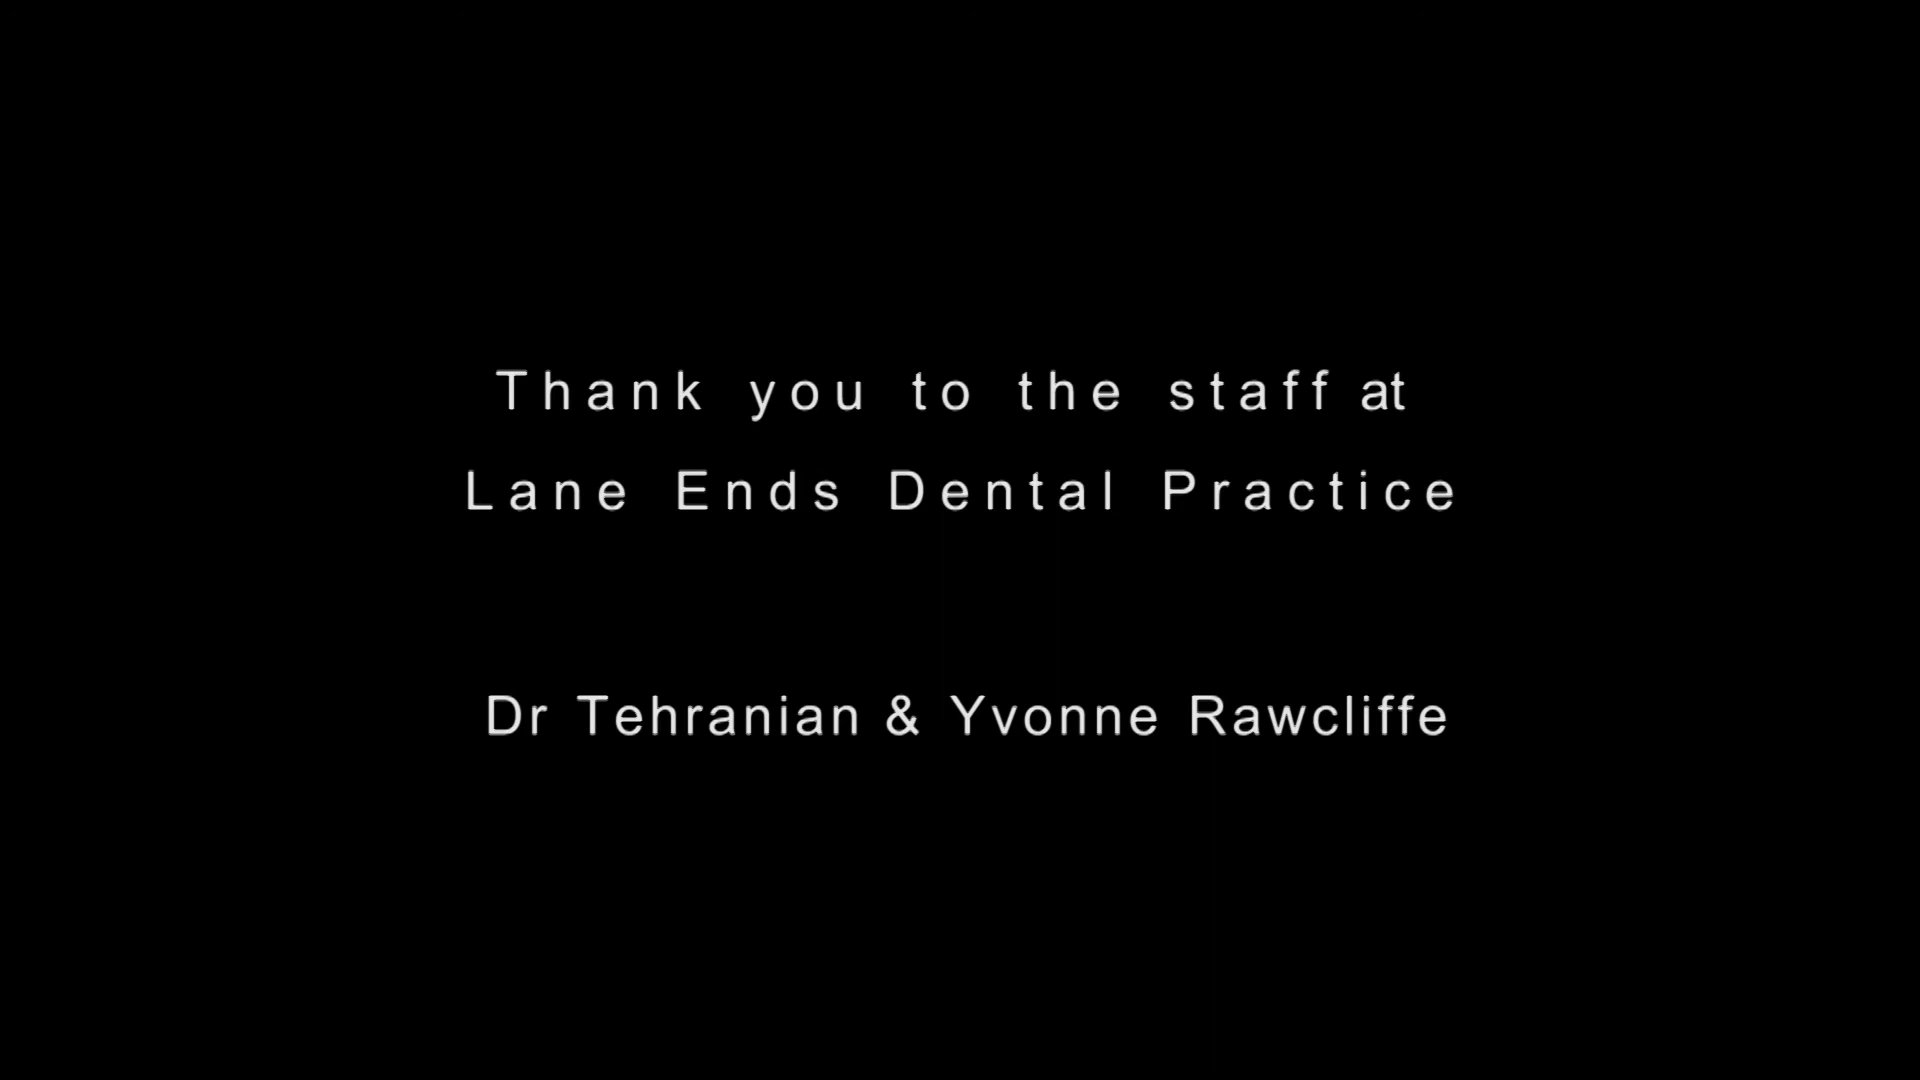 Thank you to the staff at
Lane Ends Dental Practice
Dr Tehranian & Yvonne Rawcliffe